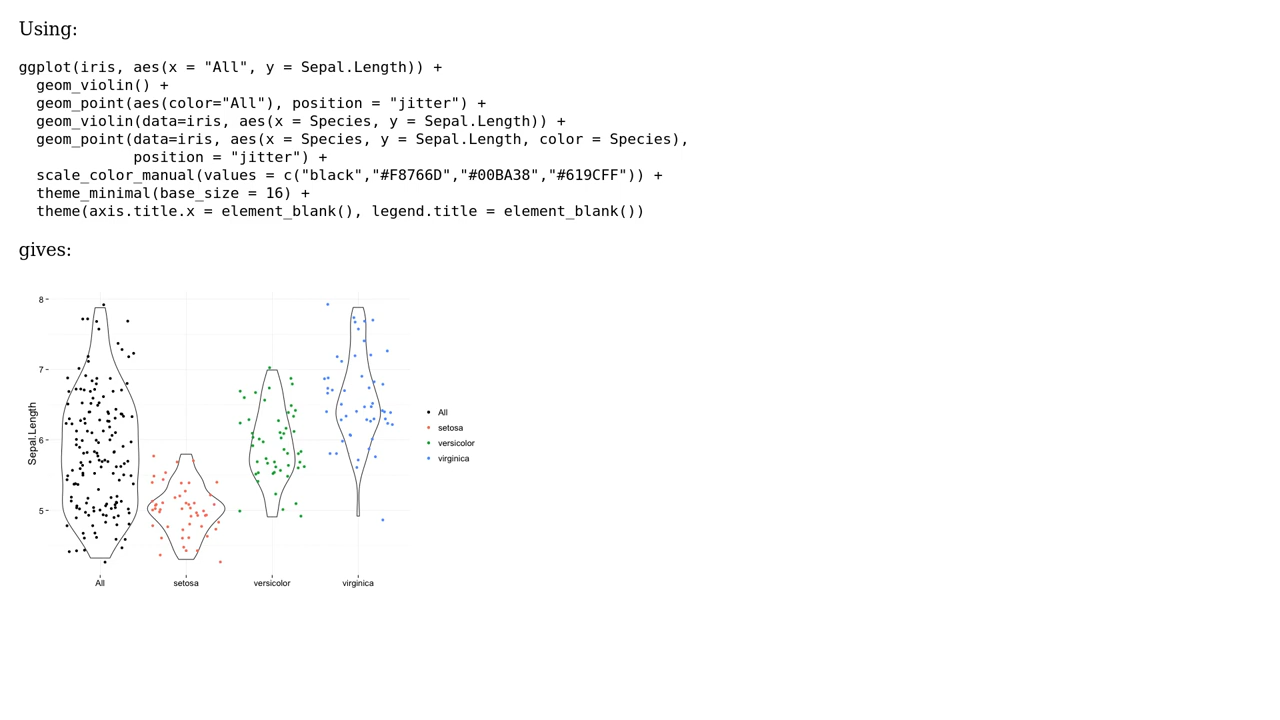 Using:
ggplot(iris, aes(x = "All", y = Sepal.Length)) +
  geom_violin() +
  geom_point(aes(color="All"), position = "jitter") +
  geom_violin(data=iris, aes(x = Species, y = Sepal.Length)) +
  geom_point(data=iris, aes(x = Species, y = Sepal.Length, color = Species),
             position = "jitter") +
  scale_color_manual(values = c("black","#F8766D","#00BA38","#619CFF")) +
  theme_minimal(base_size = 16) +
  theme(axis.title.x = element_blank(), legend.title = element_blank())
gives:
8
7
6
5
Sepal.Length
All
setosa
versicolor
virginica
All setosa versicolor virginica